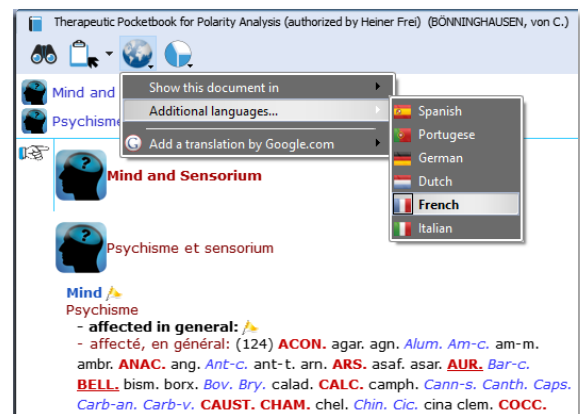 Therapeutic Pocketbook for Polarity Analysis (authorized by Heiner Frei) (BÖNNINGHAUSEN, von C.)
Mind and
Psychisme
Show this document in
Additional languages...
G Add a translation by Google.com
Spanish
Portugese
German
Dutch
French
Italian
Mind and Sensorium
Psychisme et sensorium
Mind
Psychisme
- affected in general:
- affecté, en général: (124) ACON. agar. agn. Alum. Am-c. am-m.
ambr. ANAC. ang. Ant-c. ant-t. arn. ARS. asaf. asar. AUR. Bar-c.
BELL. bism. borx. Bov. Bry. calad. CALC. camph. Cann-s. Canth. Caps.
Carb-an. Carb-v. CAUST. CHAM. chel. Chin. Cic. cina clem. COCC.